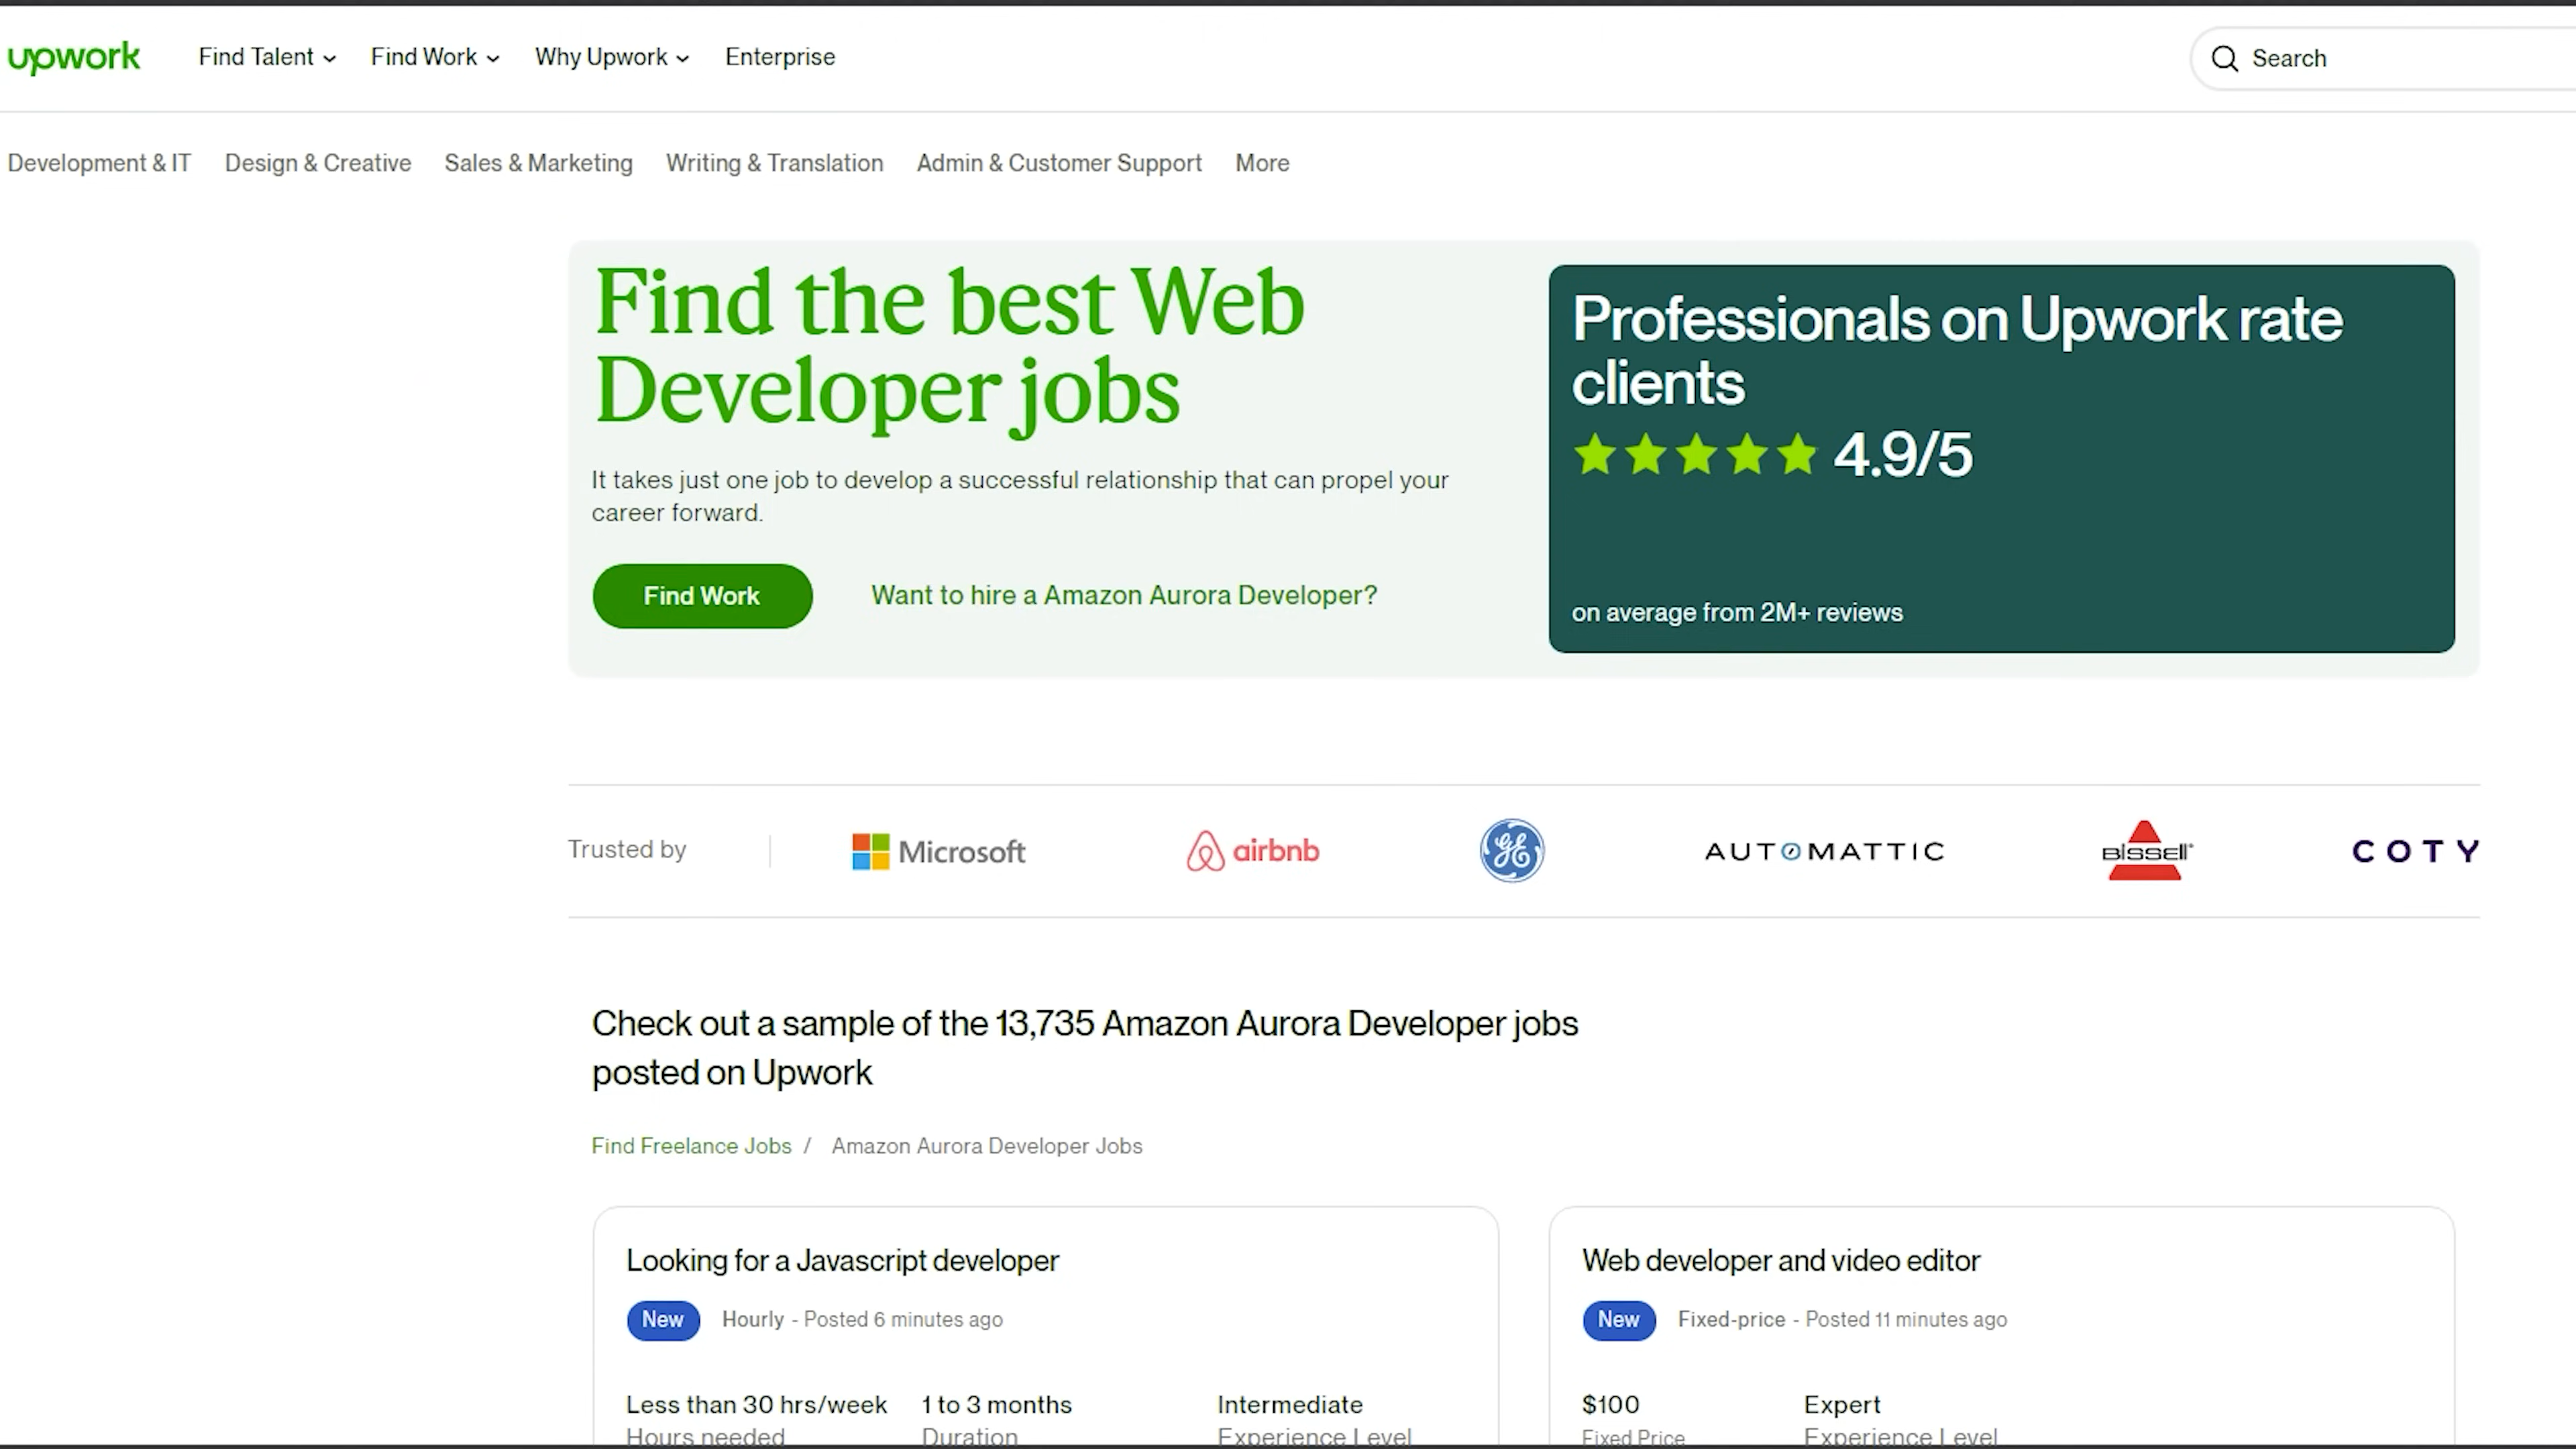 upwork
Find Talent
Find Work
Why Upwork
Enterprise
Search
Development & IT
Design & Creative
Sales & Marketing
Writing & Translation
Admin & Customer Support
More
Find the best Web
Developer jobs
It takes just one job to develop a successful relationship that can propel your
career forward.
Find Work
Want to hire a Amazon Aurora Developer?
Professionals on Upwork rate
clients
4.9/5
on average from 2M+ reviews
Trusted by
Microsoft
airbnb
GE
AUTOMATTIC
BISSELL®
COTY
Check out a sample of the 13,735 Amazon Aurora Developer jobs
posted on Upwork
Find Freelance Jobs / Amazon Aurora Developer Jobs
Looking for a Javascript developer
New Hourly - Posted 6 minutes ago
Less than 30 hrs/week
Hours needed
1 to 3 months
Duration
Intermediate
Experience Level
Web developer and video editor
New Fixed-price - Posted 11 minutes ago
$100
Fixed Price
Expert
Experience Level